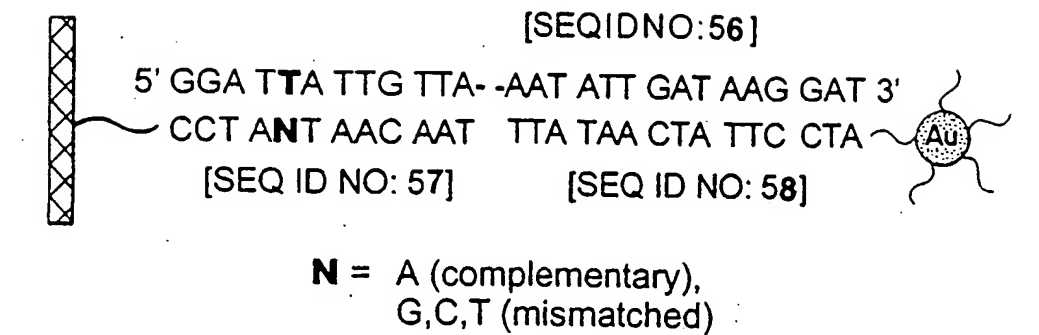 [SEQIDNO:56]
5' GGA TTA TTG TTA- -AAT ATT GAT AAG GAT 3'
CCT ANT AAC AAT TTA TAA CTA TTC CTA Au
[SEQ ID NO: 57] [SEQ ID NO: 58]
N = A (complementary),
G,C,T (mismatched)